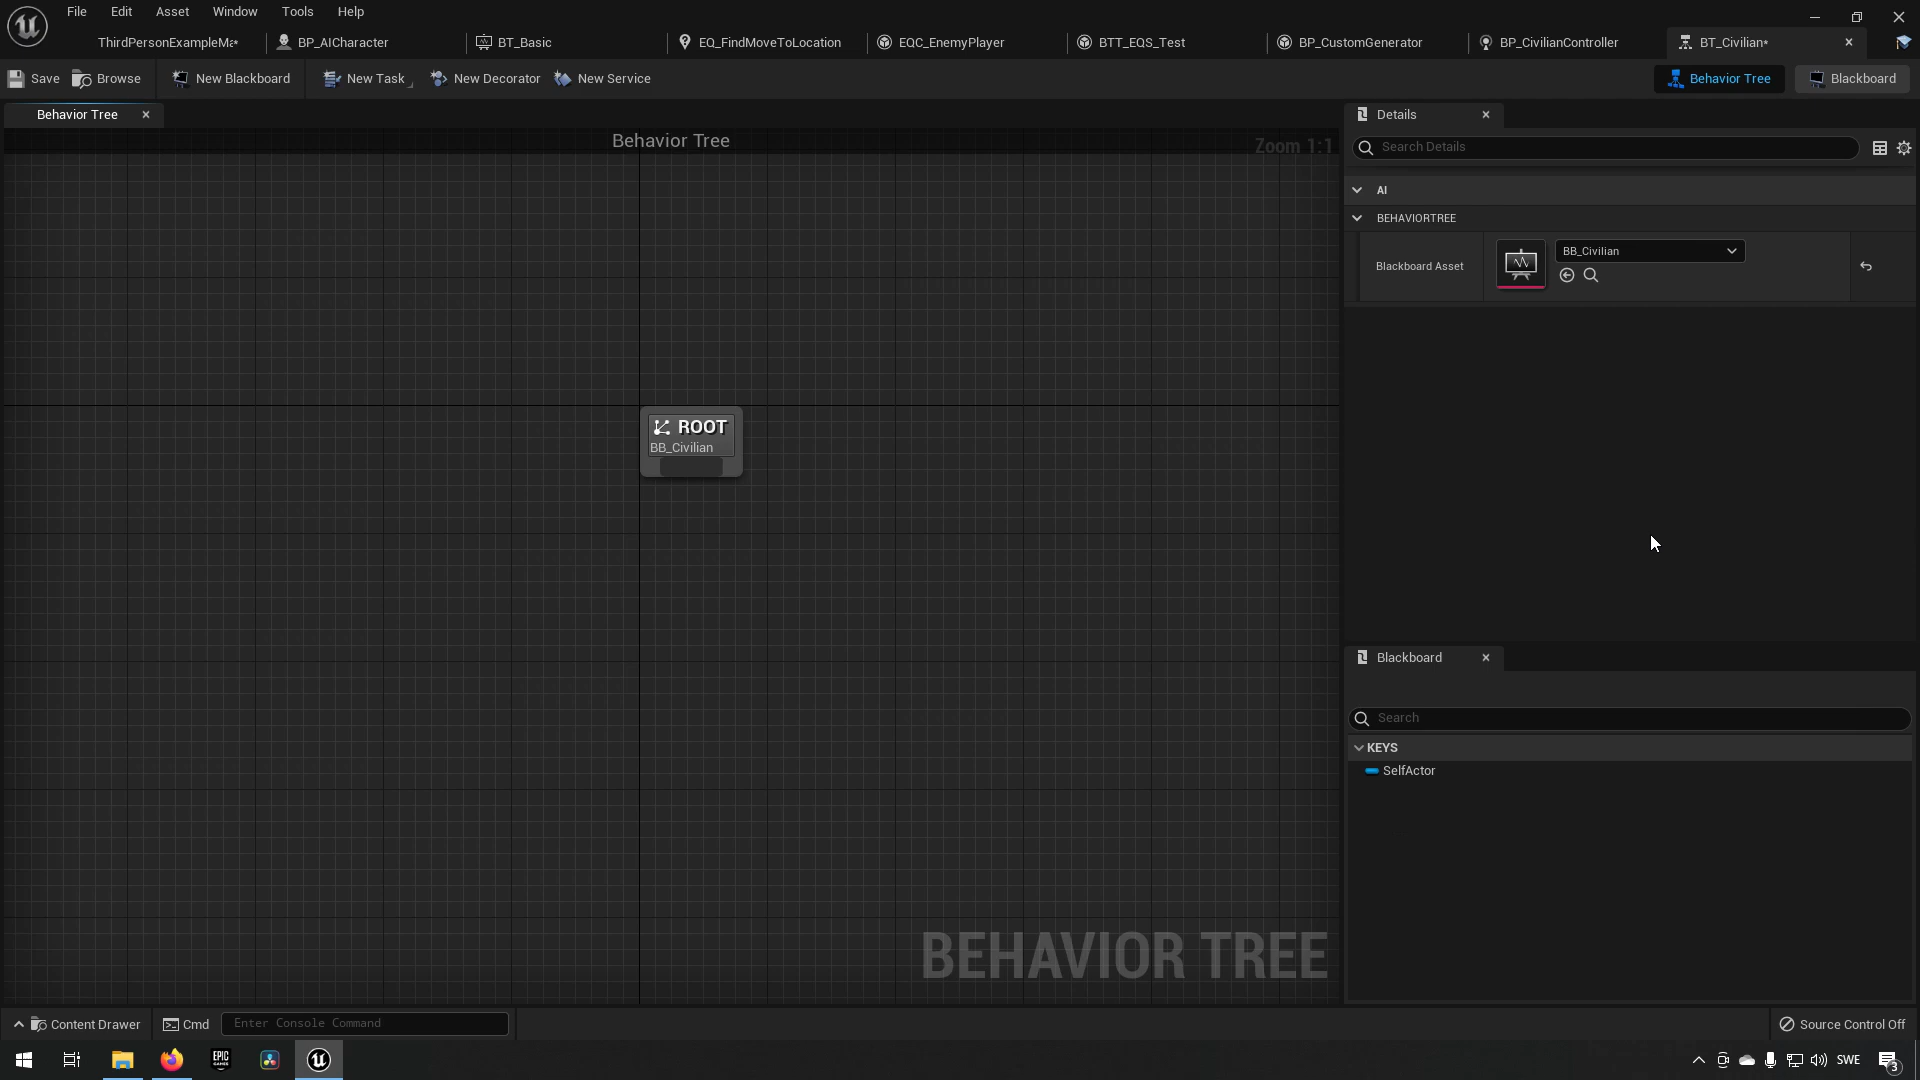 File Edit Asset Window Tools Help
ThirdPersonExampleMa* BP_AICharacter BT_Basic EQ_FindMoveToLocation EQC_EnemyPlayer BTT_EQS_Test BP_CustomGenerator BP_CivilianController BT_Civilian*
Save Browse New Blackboard New Task New Decorator New Service Behavior Tree Blackboard
Behavior Tree Details
Behavior Tree Zoom 1:1
Search Details
AI
BEHAVIORTREE
Blackboard Asset BB_Civilian
ROOT
BB_Civilian
Blackboard
Search
KEYS
SelfActor
BEHAVIOR TREE
Content Drawer Cmd Enter Console Command Source Control Off
EPIC GAMES SWE 3